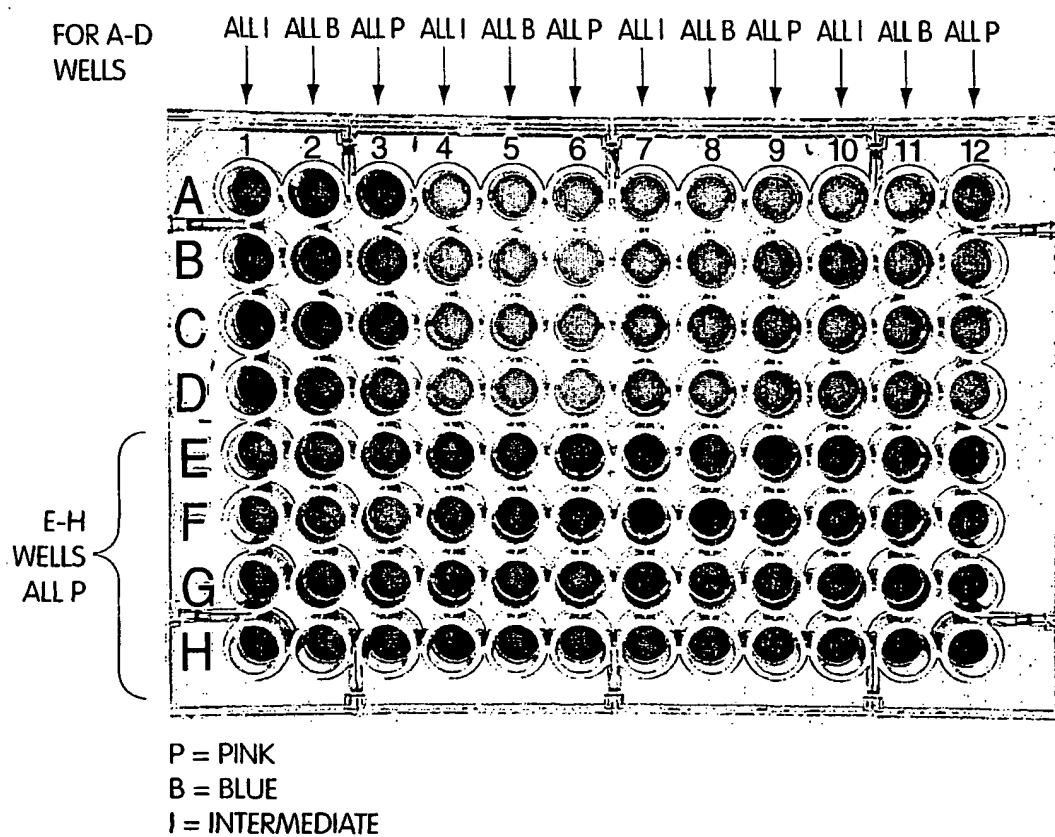 FOR A-D
WELLS
ALL I ALL B ALL P ALL I ALL B ALL P ALL I ALL B ALL P ALL I ALL B ALL P
1 2 3 4 5 6 7 8 9 10 11 12
A
B
C
D
E
F
G
H
E-H
WELLS
ALL P
P = PINK
B = BLUE
I = INTERMEDIATE